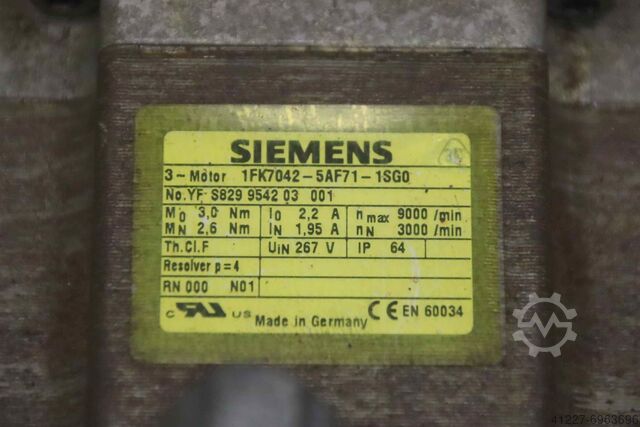 SIEMENS
3~Motor 1FK7042-5AF71-1SG0
No.YF S829 9542 03 001
M0 3,0 Nm I0 2,2 A nmax 9000 /min
MN 2,6 Nm IN 1,95 A nN 3000 /min
Th.Cl.F UIN 267 V IP 64
Resolver p=4
RN 000 N01
C RU US Made in Germany CE EN 60034
41227-6963696